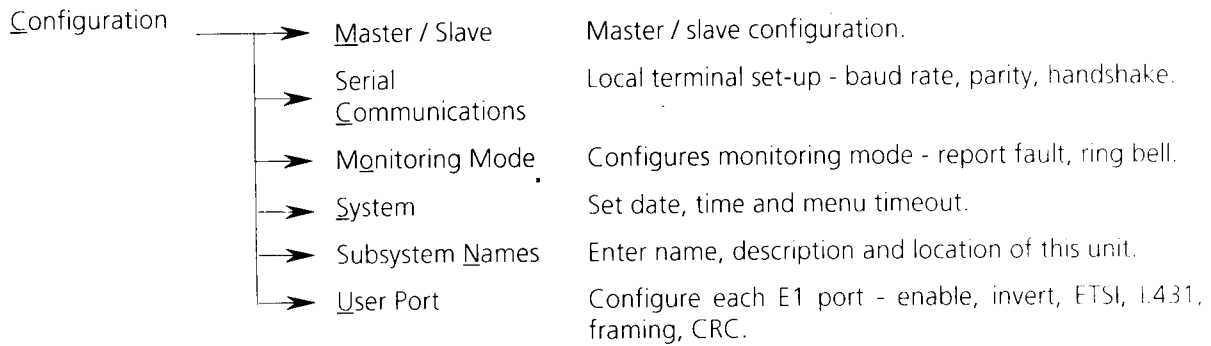 Configuration
Master / Slave Master / slave configuration.
Serial Communications Local terminal set-up - baud rate, parity, handshake.
Monitoring Mode Configures monitoring mode - report fault, ring bell.
System Set date, time and menu timeout.
Subsystem Names Enter name, description and location of this unit.
User Port Configure each E1 port - enable, invert, ETSI, I.431,
framing, CRC.